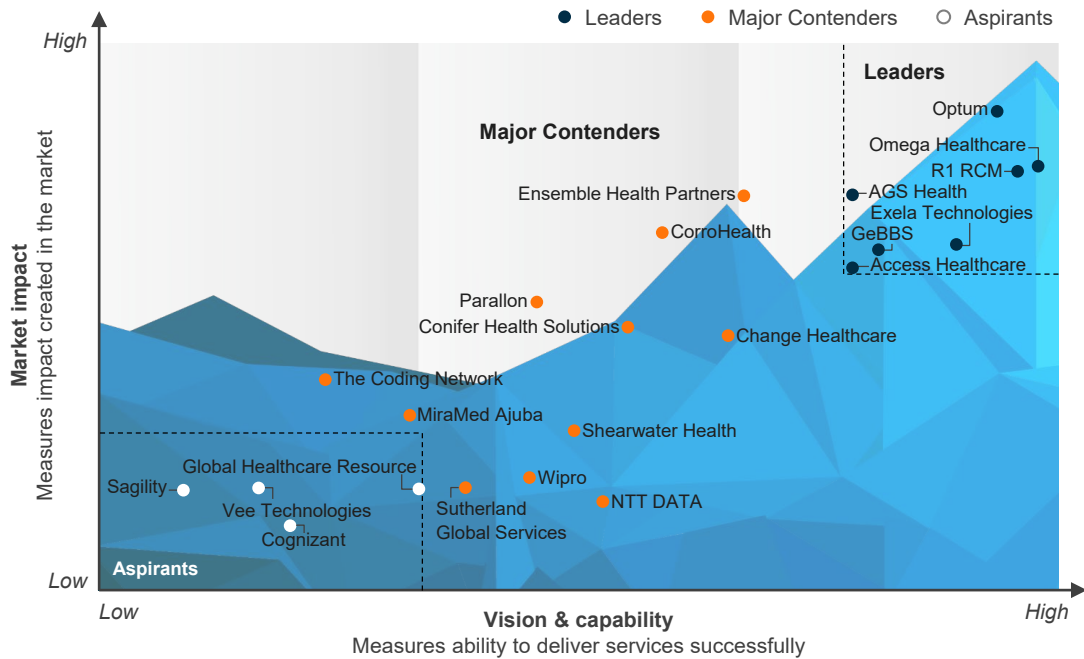 Leaders
Major Contenders
Aspirants
High
Leaders
Optum
Major Contenders
Omega Healthcare
R1 RCM
Ensemble Health Partners
AGS Health
Exela Technologies
CorroHealth
GeBBS
Access Healthcare
Parallon
Conifer Health Solutions
Change Healthcare
The Coding Network
MiraMed Ajuba
Shearwater Health
Global Healthcare Resource
Sagility
Wipro
Vee Technologies
Sutherland
Global Services
NTT DATA
Cognizant
Aspirants
Market impact
Measures impact created in the market
Low
Low
High
Vision & capability
Measures ability to deliver services successfully